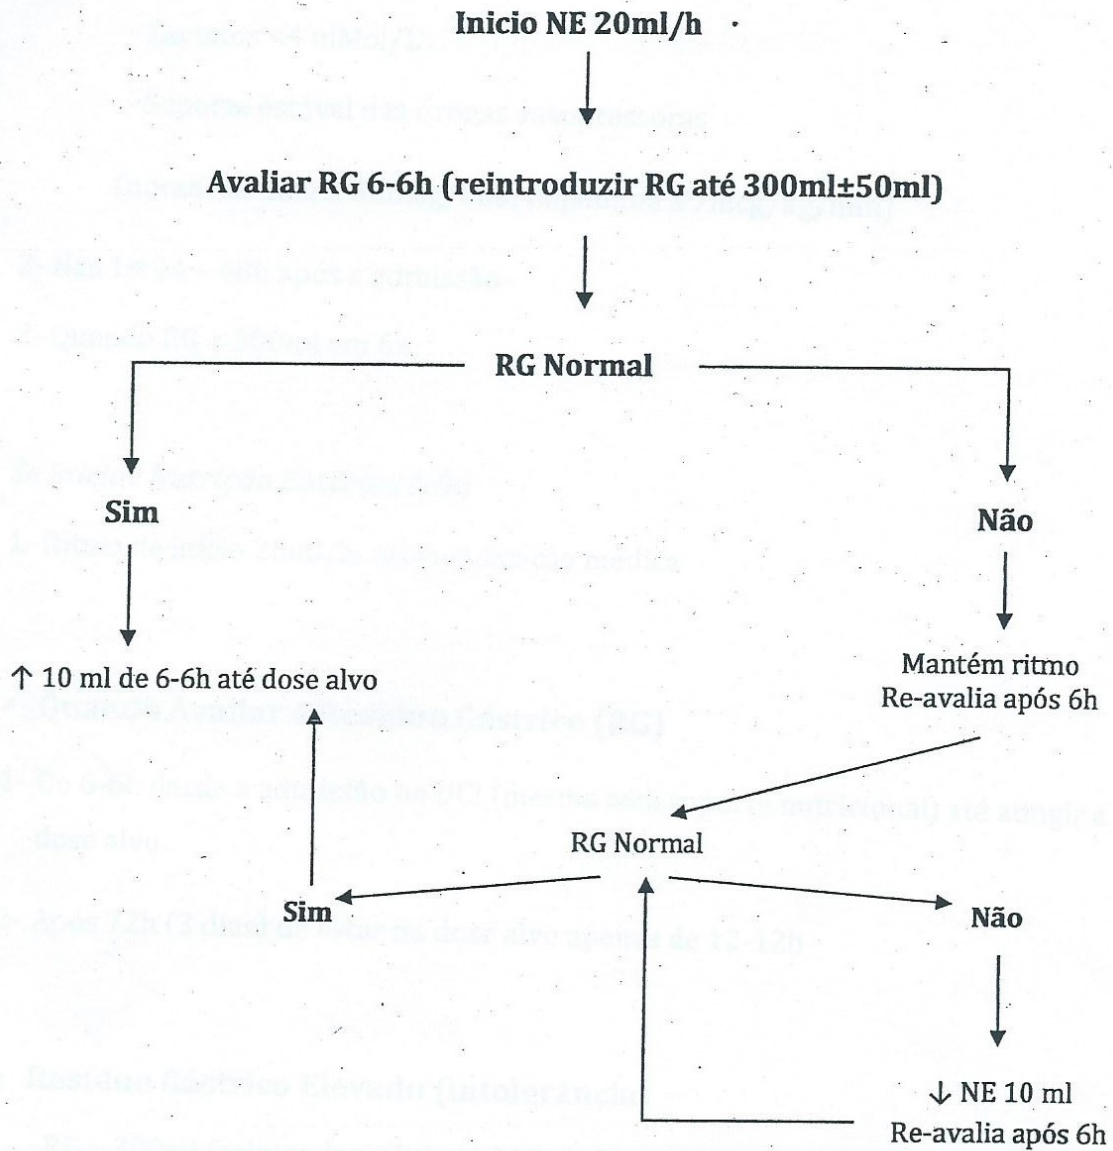 Inicio NE 20ml/h
Avaliar RG 6-6h (reintroduzir RG até 300ml±50ml)
RG Normal
Sim
Não
↑ 10 ml de 6-6h até dose alvo
Mantém ritmo
Re-avalia após 6h
RG Normal
Sim
Não
↓ NE 10 ml
Re-avalia após 6h